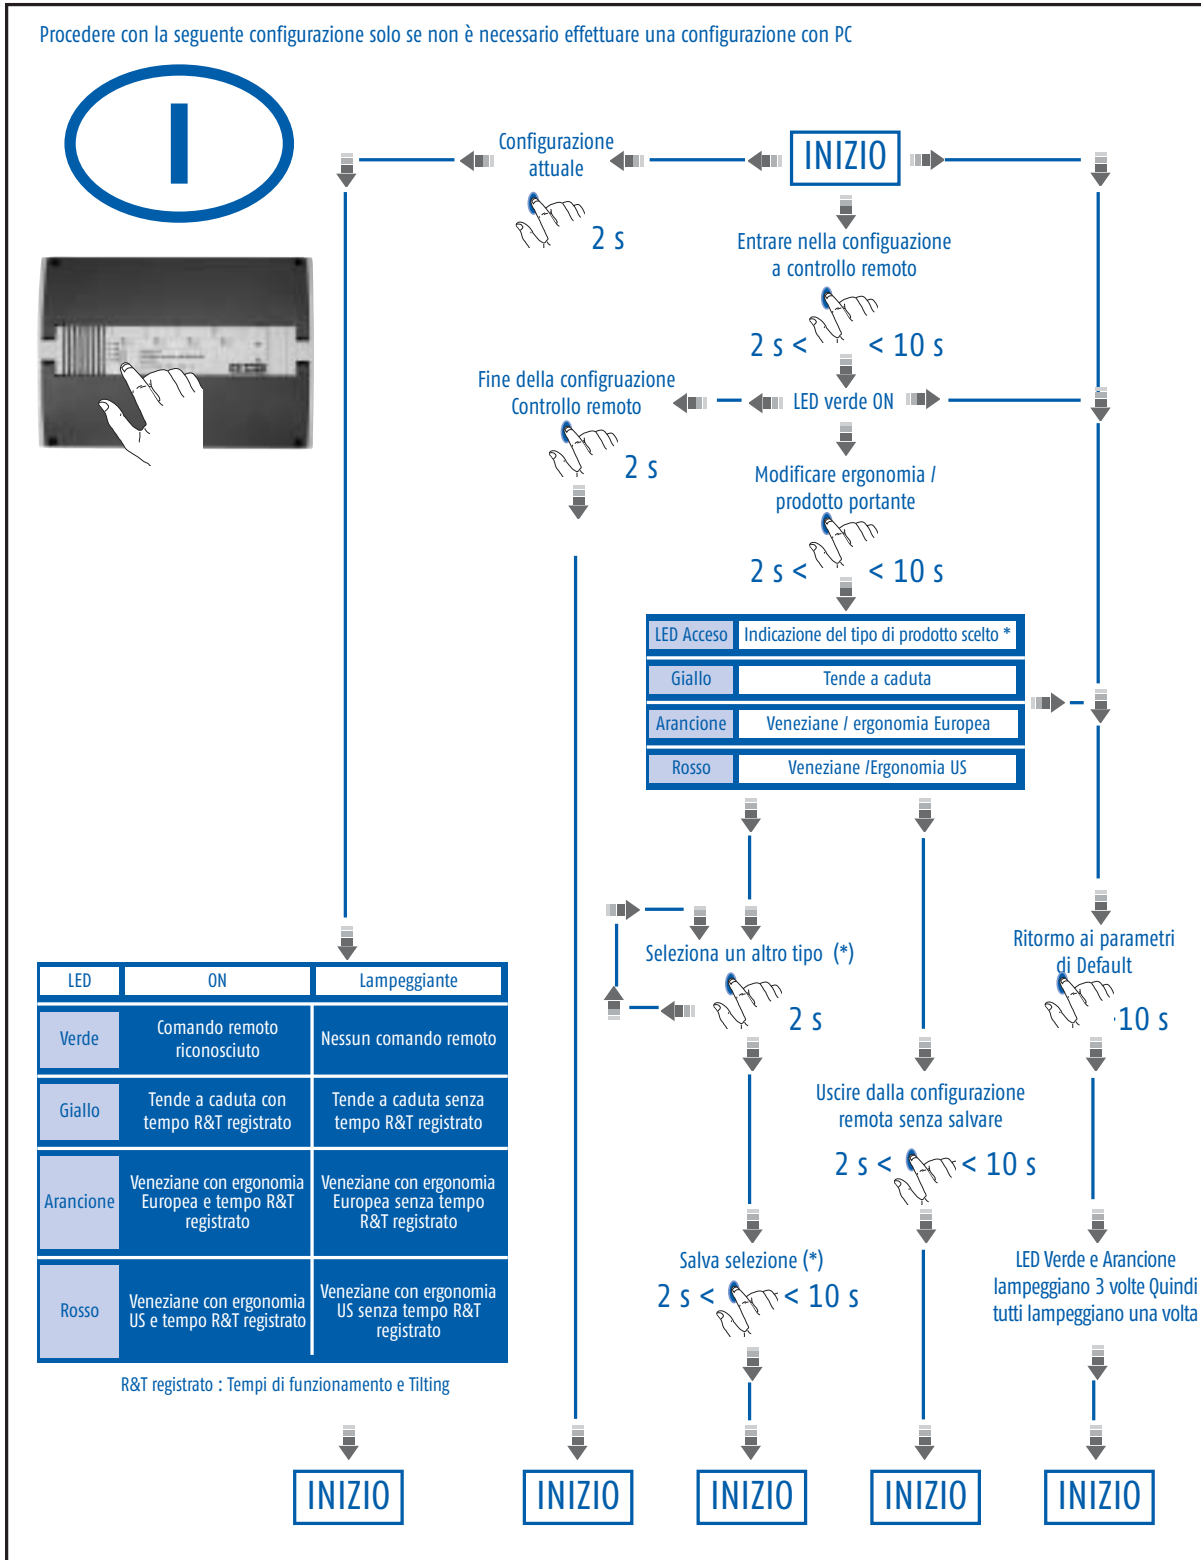 Procedere con la seguente configurazione solo se non è necessario effettuare una configurazione con PC
I
INIZIO
Configurazione
attuale
2 s
Entrare nella configuazione
a controllo remoto
2 s < < 10 s
Fine della configruazione
Controllo remoto
2 s
LED verde ON
Modificare ergonomia /
prodotto portante
2 s < < 10 s
LED Acceso Indicazione del tipo di prodotto scelto *
Giallo Tende a caduta
Arancione Veneziane / ergonomia Europea
Rosso Veneziane /Ergonomia US
Seleziona un altro tipo (*)
2 s
Ritormo ai parametri
di Default
10 s
Uscire dalla configurazione
remota senza salvare
2 s < < 10 s
Salva selezione (*)
2 s < < 10 s
LED Verde e Arancione
lampeggiano 3 volte Quindi
tutti lampeggiano una volta
LED ON Lampeggiante
Verde Comando remoto
riconosciuto Nessun comando remoto
Giallo Tende a caduta con
tempo R&T registrato Tende a caduta senza
tempo R&T registrato
Arancione Veneziane con ergonomia
Europea e tempo R&T
registrato Veneziane con ergonomia
Europea senza tempo
R&T registrato
Rosso Veneziane con ergonomia
US e tempo R&T registrato Veneziane con ergonomia
US senza tempo R&T
registrato
R&T registrato : Tempi di funzionamento e Tilting
INIZIO INIZIO INIZIO INIZIO INIZIO